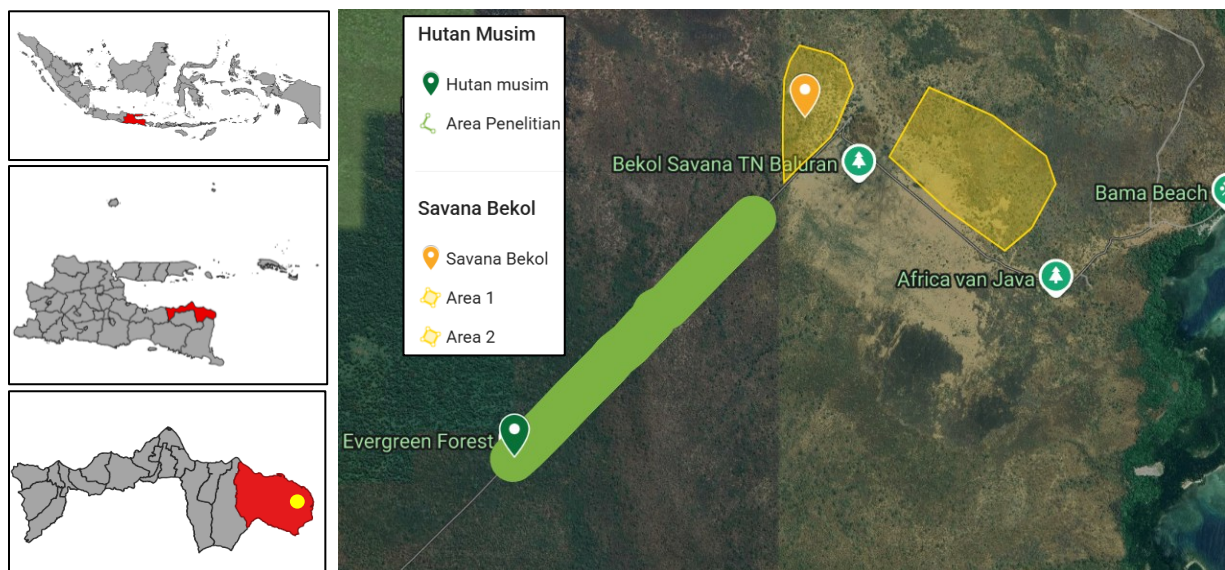 Hutan Musim
Hutan musim
Area Penelitian
Savana Bekol
Savana Bekol
Area 1
Area 2
Bekol Savana TN Baluran
Bama Beach
Africa van Java
Evergreen Forest